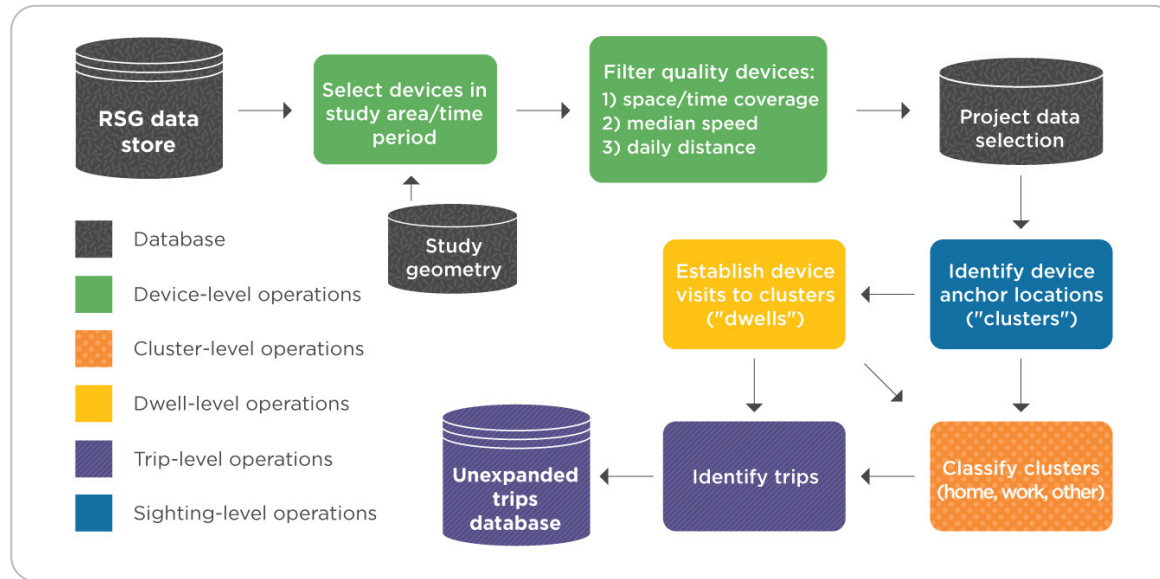 RSG data
store
Select devices in
study area/time
period
Filter quality devices:
1) space/time coverage
2) median speed
3) daily distance
Project data
selection
Study
geometry
Database
Device-level operations
Cluster-level operations
Dwell-level operations
Trip-level operations
Sighting-level operations
Establish device
visits to clusters
("dwells")
Identify device
anchor locations
("clusters")
Unexpanded
trips
database
Identify trips
Classify clusters
(home, work, other)